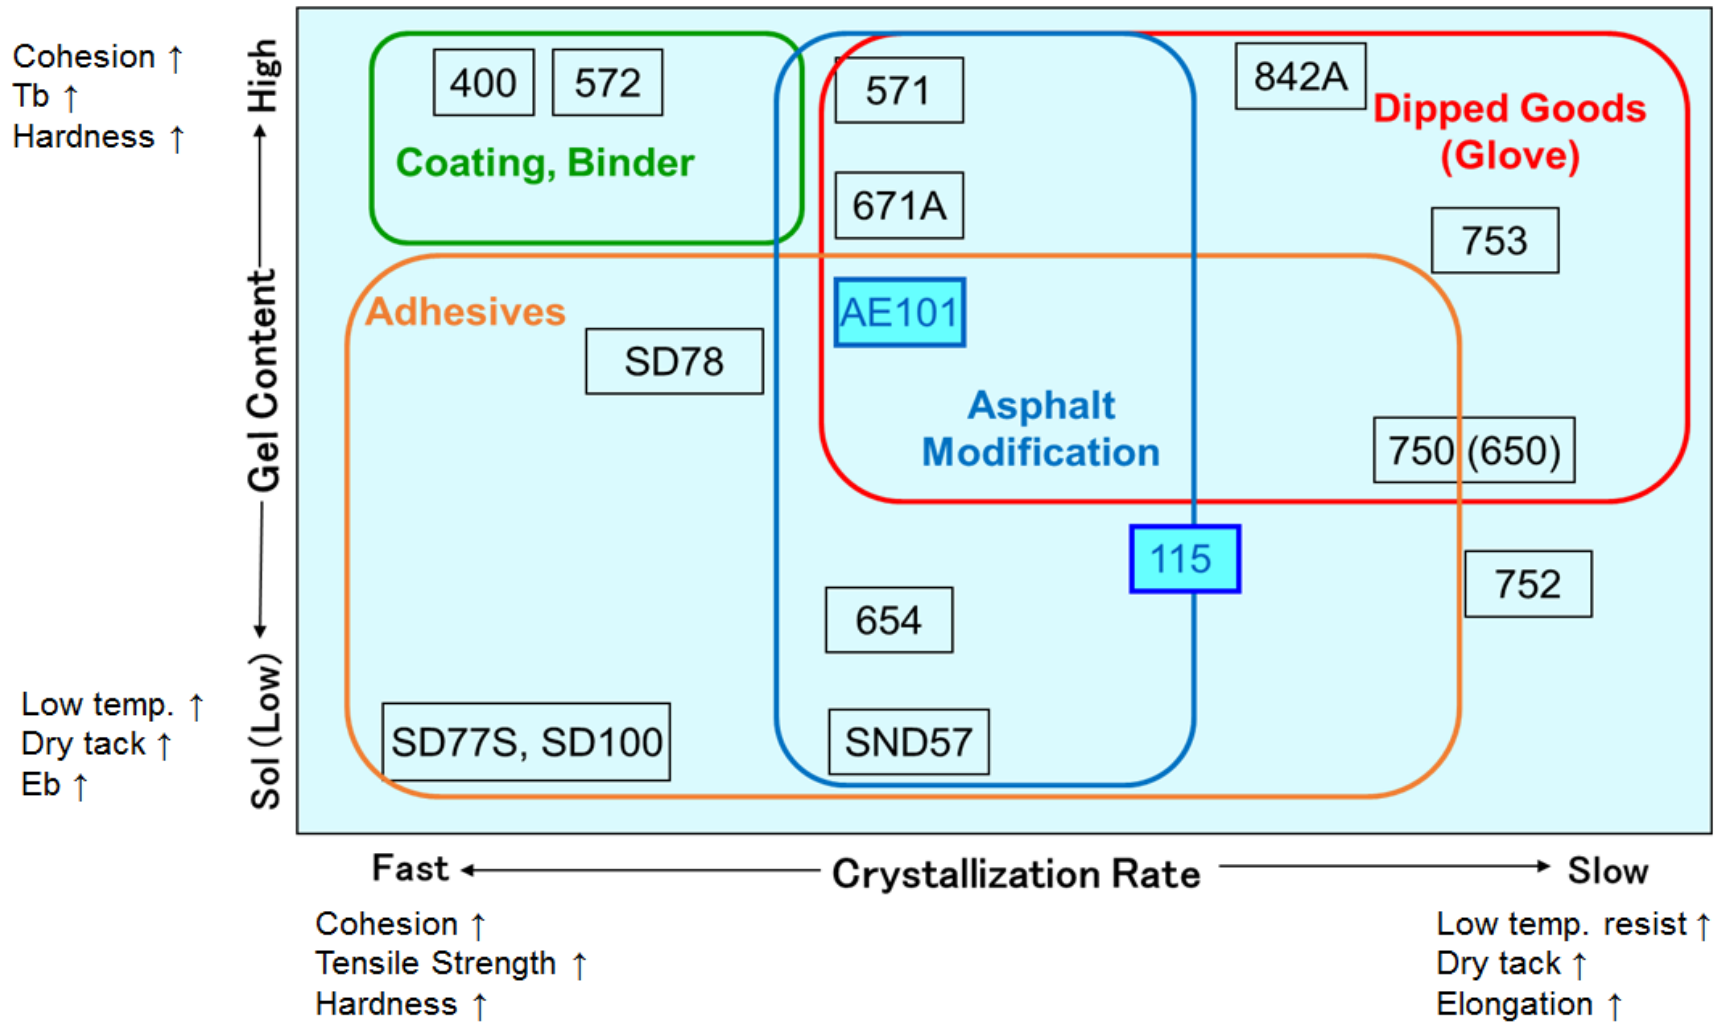 Cohesion ↑
Tb ↑
Hardness ↑
High
Gel Content
Sol (Low)
Low temp. ↑
Dry tack ↑
Eb ↑
400
572
Coating, Binder
571
842A
Dipped Goods
(Glove)
671A
753
Adhesives
AE101
SD78
Asphalt
Modification
750 (650)
115
752
654
SD77S, SD100
SND57
Fast
Crystallization Rate
Slow
Cohesion ↑
Tensile Strength ↑
Hardness ↑
Low temp. resist ↑
Dry tack ↑
Elongation ↑